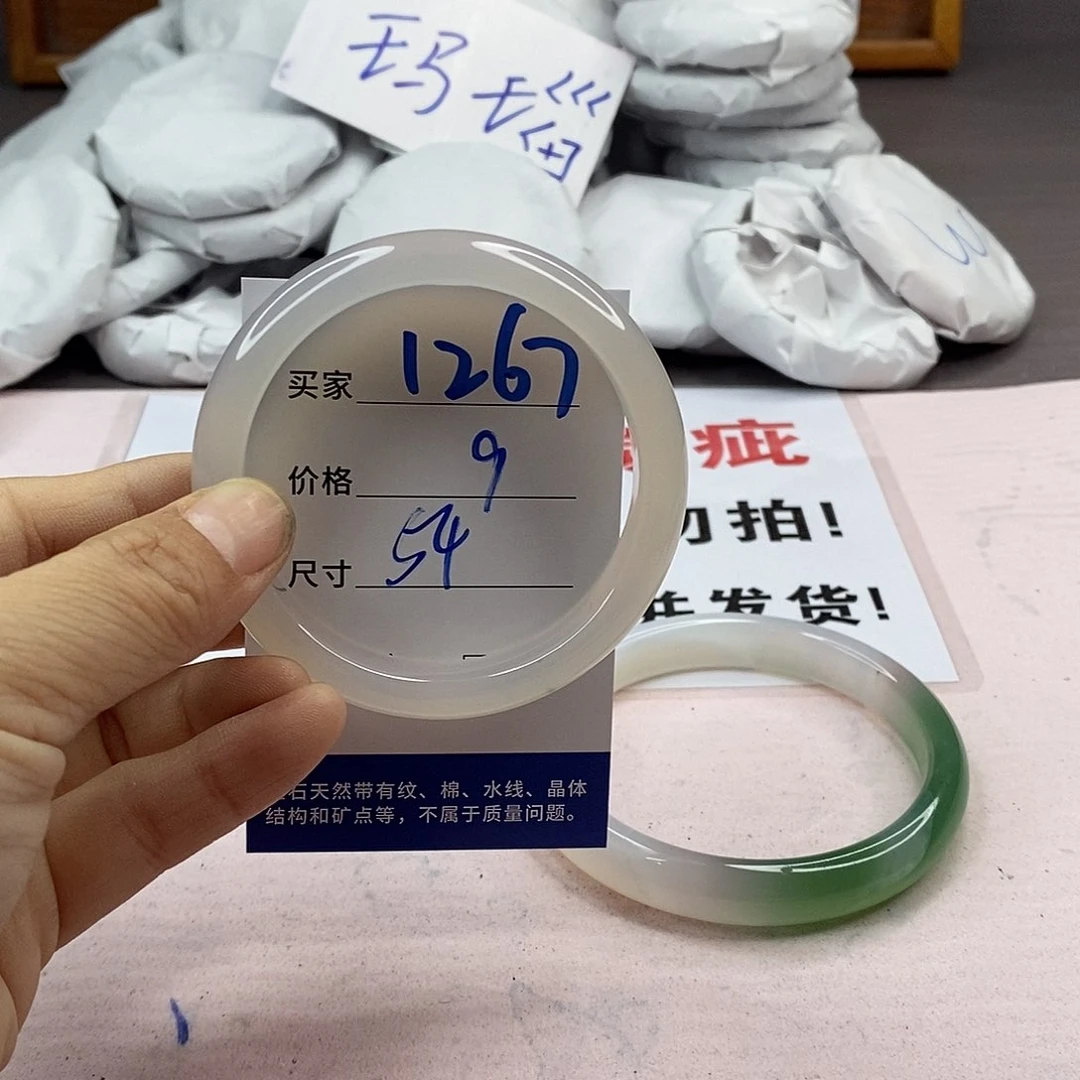 玛瑙
买家 1267
价格 9
尺寸 54
石天然带有纹、棉、水线、晶体
结构和矿点等，不属于质量问题。
疵
勿拍!
发货!
W